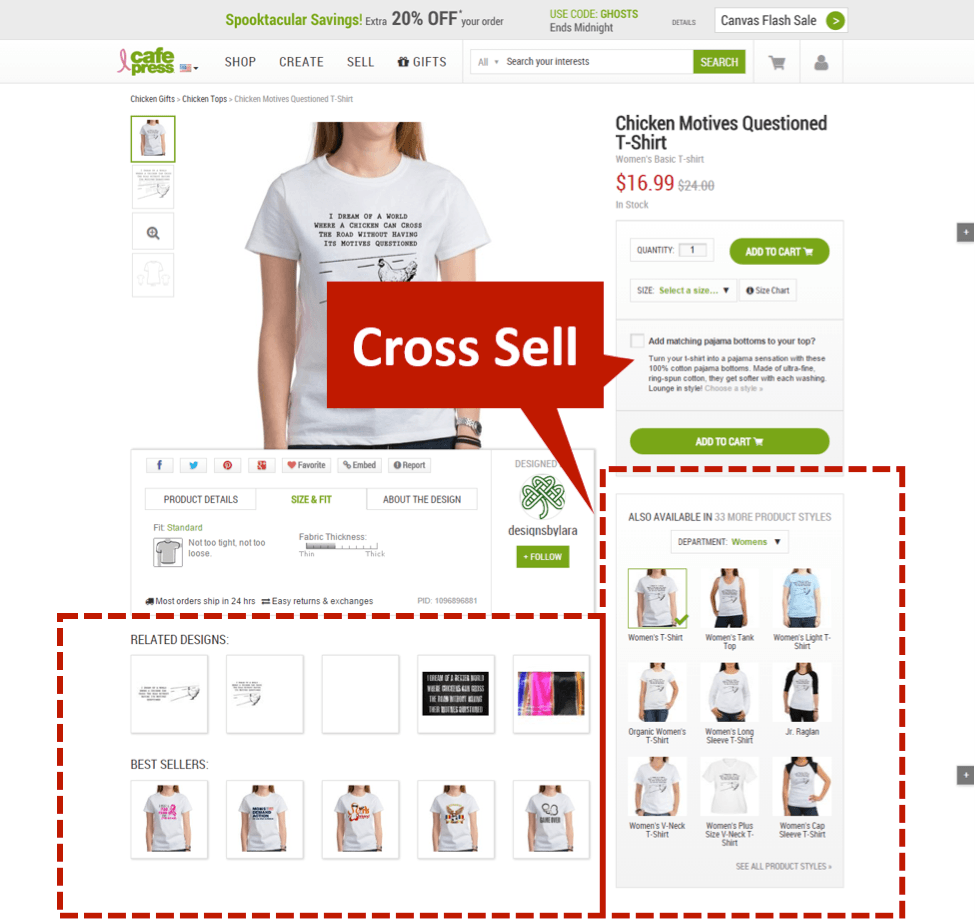 Spooktacular Savings! Extra 20% OFF* your order
USE CODE: GHOSTS
Ends Midnight
DETAILS
Canvas Flash Sale >
cafe
press
SHOP
CREATE
SELL
GIFTS
All
Search your interests
SEARCH
Chicken Gifts > Chicken Tops > Chicken Motives Questioned T-Shirt
Chicken Motives Questioned
T-Shirt
Women's Basic T-shirt
$16.99 $24.00
In Stock
I DREAM OF A WORLD
WHERE A CHICKEN CAN CROSS
THE ROAD WITHOUT HAVING
ITS MOTIVES QUESTIONED
QUANTITY: 1
ADD TO CART
SIZE: Select a size...
Size Chart
Cross Sell
Add matching pajama bottoms to your top?
Turn your t-shirt into a pajama sensation with these
100% cotton pajama bottoms. Made of ultra-fine,
ring-spun cotton, they get softer with each washing.
Lounge in style! Choose a style »
ADD TO CART
f
Favorite
Embed
Report
DESIGNED
designsbylara
+ FOLLOW
PRODUCT DETAILS
SIZE & FIT
ABOUT THE DESIGN
Fit: Standard
Not too tight, not too
loose.
Fabric Thickness:
Thin
Thick
Most orders ship in 24 hrs
Easy returns & exchanges
PID: 1096896881
ALSO AVAILABLE IN 33 MORE PRODUCT STYLES
DEPARTMENT: Womens
Women's T-Shirt
Women's Tank
Top
Women's Light T-
Shirt
Organic Women's
T-Shirt
Women's Long
Sleeve T-Shirt
Jr. Raglan
Women's V-Neck
T-Shirt
Women's Plus
Size V-Neck T-
Shirt
Women's Cap
Sleeve T-Shirt
SEE ALL PRODUCT STYLES »
RELATED DESIGNS:
I DREAM OF A BETTER WORLD
WHERE CHICKENS CAN CROSS
THE ROAD WITHOUT HAVING
THEIR MOTIVES QUESTIONED
BEST SELLERS:
MOMS
DEMAND
ACTION
GAME OVER